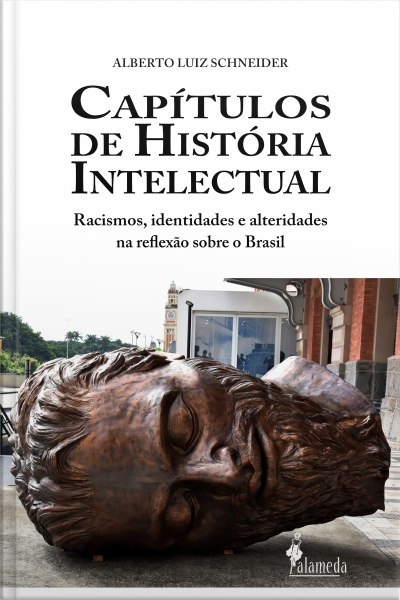 ALBERTO LUIZ SCHNEIDER
CAPÍTULOS
DE HISTÓRIA
INTELECTUAL
Racismos, identidades e alteridades
na reflexão sobre o Brasil
alameda